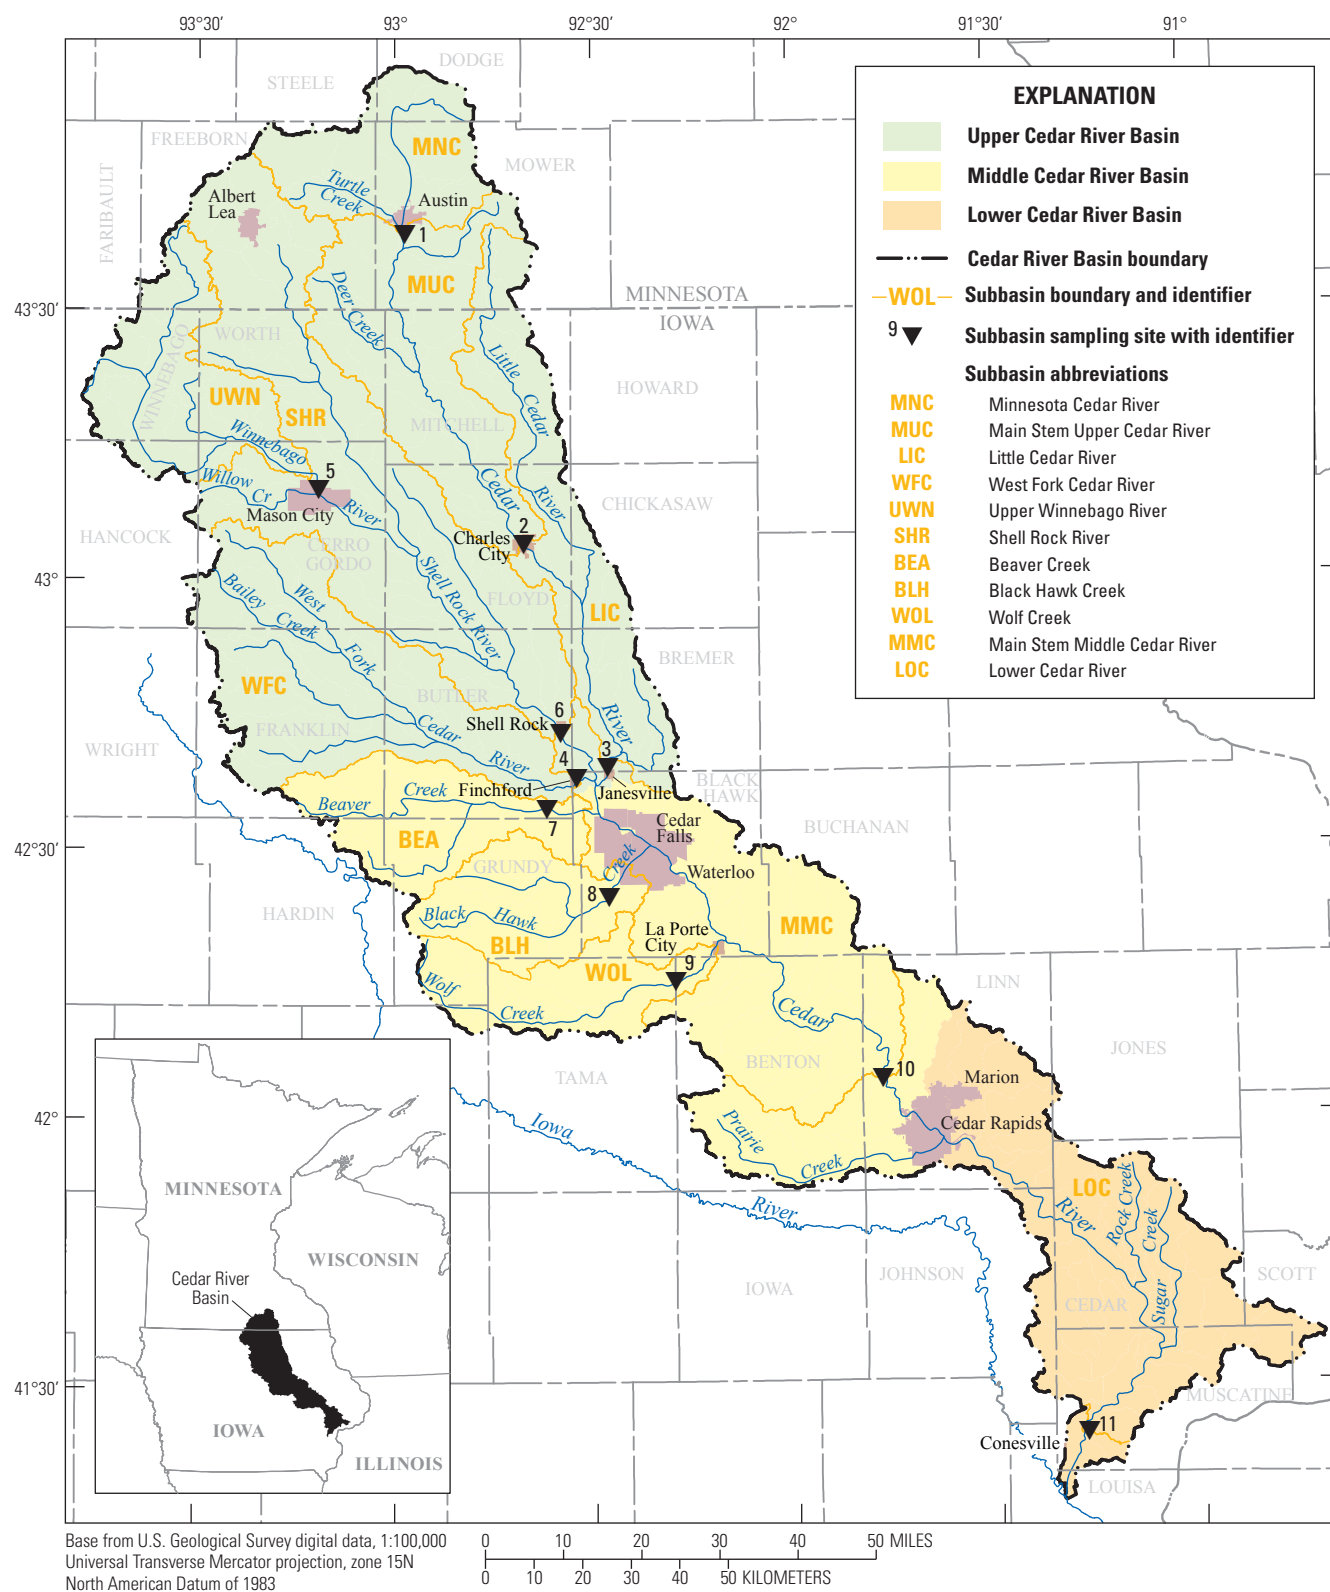 93°30′ 93° 92°30′ 92° 91°30′ 91°
DODGE
STEELE
FREEBORN
MNC
MOWER
FARIBAULT
Albert
Lea
Turtle
Creek
Austin
1
MUC
Deer Creek
43°30′
MINNESOTA
IOWA
WINNEBAGO
WORTH
Little
Cedar
River
HOWARD
UWN
SHR
MITCHELL
Winnebago
River
Willow
Cr
5
Mason City
Cedar
CHICKASAW
HANCOCK
CERRO
GORDO
2
Charles
City
43°
Shell Rock River
FLOYD
LIC
Bailey
Creek
West
Fork
Cedar
River
BREMER
WFC
BUTLER
FRANKLIN
WRIGHT
6
Shell Rock
River
3
4
Finchford
Janesville
BLACK
HAWK
Beaver
Creek
7
BEA
Cedar
Falls
BUCHANAN
42°30′
GRUNDY
Creek
Waterloo
8
HARDIN
Black
Hawk
BLH
La Porte
City
MMC
WOL
9
Wolf
Creek
Cedar
LINN
BENTON
10
JONES
TAMA
Marion
42°
Iowa
River
Prairie
Creek
Cedar Rapids
LOC
River
Rock Creek
Creek
Sugar
IOWA
JOHNSON
CEDAR
SCOTT
41°30′
MUSCATINE
11
Conesville
LOUISA
EXPLANATION
Upper Cedar River Basin
Middle Cedar River Basin
Lower Cedar River Basin
Cedar River Basin boundary
WOL Subbasin boundary and identifier
9 Subbasin sampling site with identifier
Subbasin abbreviations
MNC Minnesota Cedar River
MUC Main Stem Upper Cedar River
LIC Little Cedar River
WFC West Fork Cedar River
UWN Upper Winnebago River
SHR Shell Rock River
BEA Beaver Creek
BLH Black Hawk Creek
WOL Wolf Creek
MMC Main Stem Middle Cedar River
LOC Lower Cedar River
MINNESOTA
WISCONSIN
Cedar River
Basin
IOWA
ILLINOIS
Base from U.S. Geological Survey digital data, 1:100,000
Universal Transverse Mercator projection, zone 15N
North American Datum of 1983
0 10 20 30 40 50 MILES
0 10 20 30 40 50 KILOMETERS